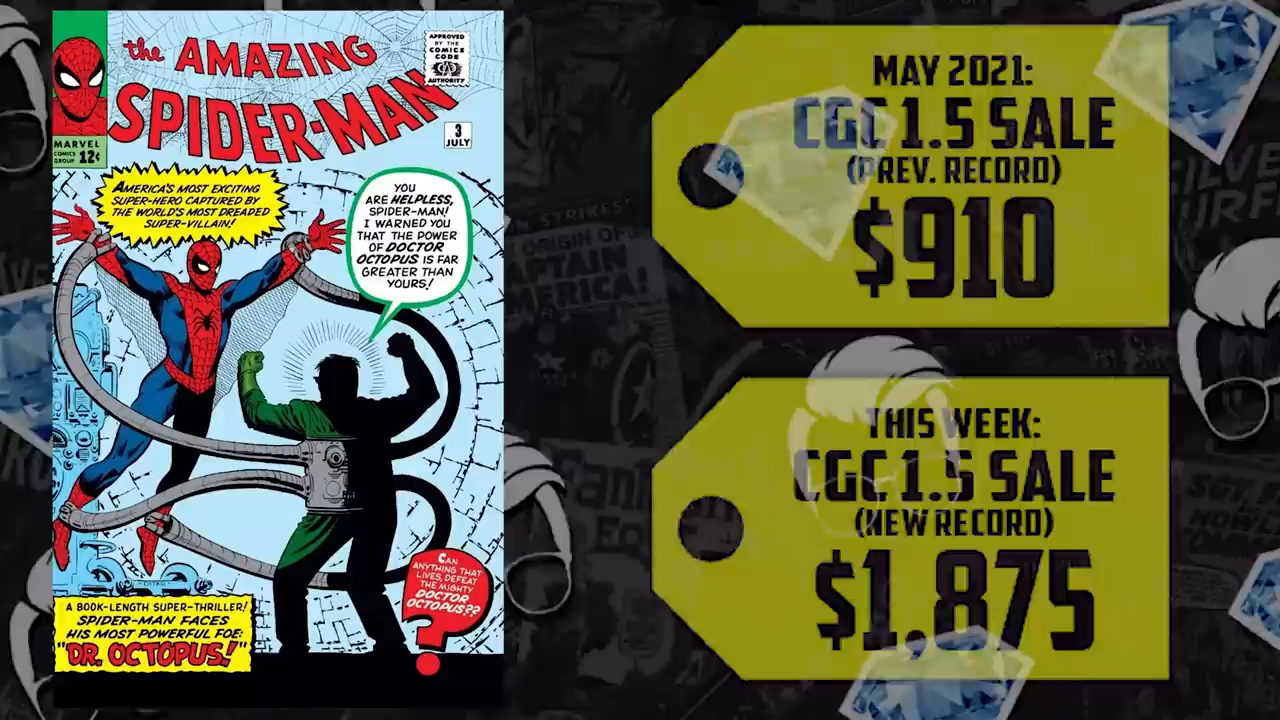 the AMAZING
SPIDER-MAN
APPROVED
BY THE
COMICS
CODE
AUTHORITY
MARVEL
COMICS
GROUP 12¢
3
JULY
AMERICA'S MOST EXCITING
SUPER-HERO CAPTURED BY
THE WORLD'S MOST DREADED
SUPER-VILLAIN!
YOU
ARE HELPLESS,
SPIDER-MAN!
I WARNED YOU
THAT THE POWER
OF DOCTOR
OCTOPUS IS FAR
GREATER THAN
YOURS!
CAN
ANYTHING THAT
LIVES, DEFEAT
THE MIGHTY
DOCTOR
OCTOPUS??
?
-DITKO-
A BOOK-LENGTH SUPER-THRILLER!
SPIDER-MAN FACES
HIS MOST POWERFUL FOE:
"DR. OCTOPUS!"
MAY 2021:
CGC 1.5 SALE
(PREV. RECORD)
$910
THIS WEEK:
CGC 1.5 SALE
(NEW RECORD)
$1,875
STRIKES!
ORIGIN OF